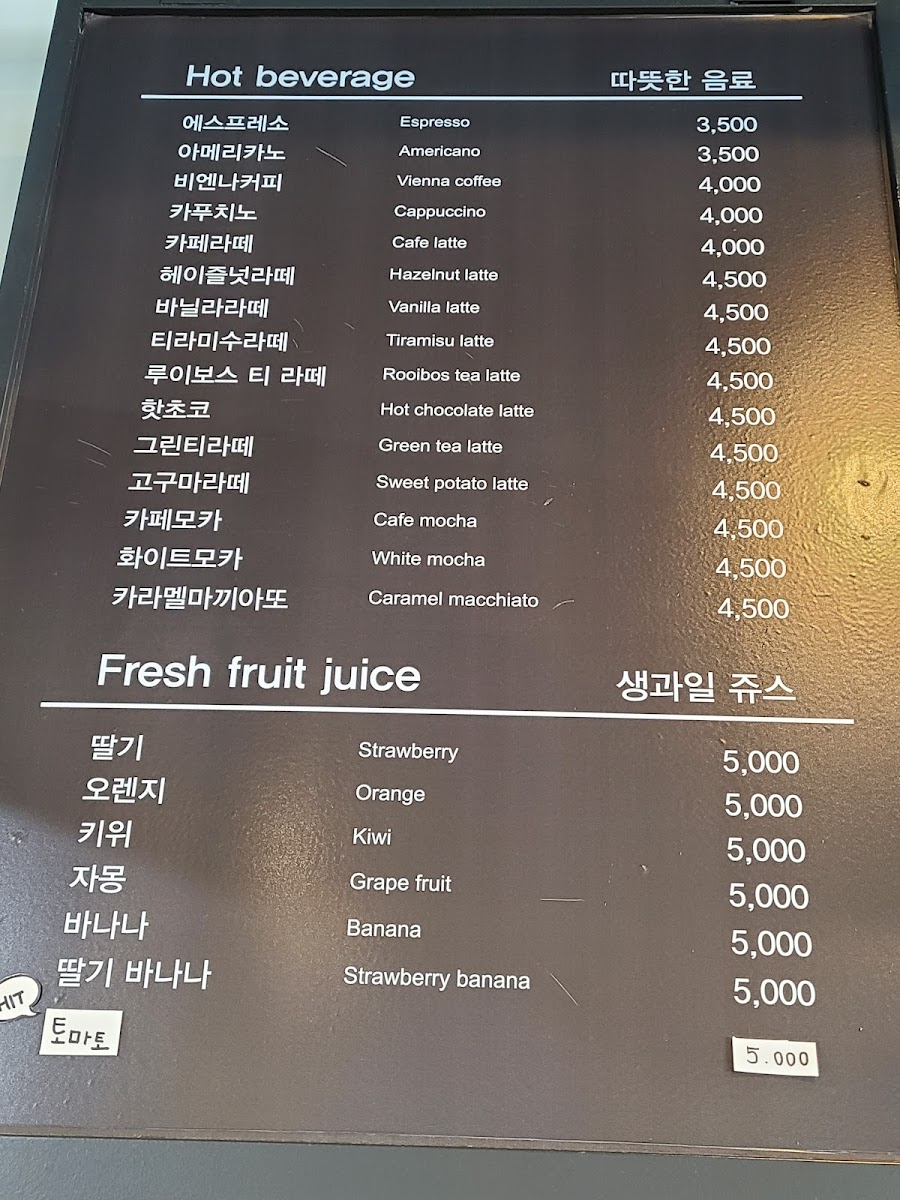 Hot beverage 따뜻한 음료
에스프레소 Espresso 3,500
아메리카노 Americano 3,500
비엔나커피 Vienna coffee 4,000
카푸치노 Cappuccino 4,000
카페라떼 Cafe latte 4,000
헤이즐넛라떼 Hazelnut latte 4,500
바닐라라떼 Vanilla latte 4,500
티라미수라떼 Tiramisu latte 4,500
루이보스 티 라떼 Rooibos tea latte 4,500
핫초코 Hot chocolate latte 4,500
그린티라떼 Green tea latte 4,500
고구마라떼 Sweet potato latte 4,500
카페모카 Cafe mocha 4,500
화이트모카 White mocha 4,500
카라멜마끼아또 Caramel macchiato 4,500
Fresh fruit juice 생과일 쥬스
딸기 Strawberry 5,000
오렌지 Orange 5,000
키위 Kiwi 5,000
자몽 Grape fruit 5,000
바나나 Banana 5,000
딸기 바나나 Strawberry banana 5,000
HIT
토마토 5.000